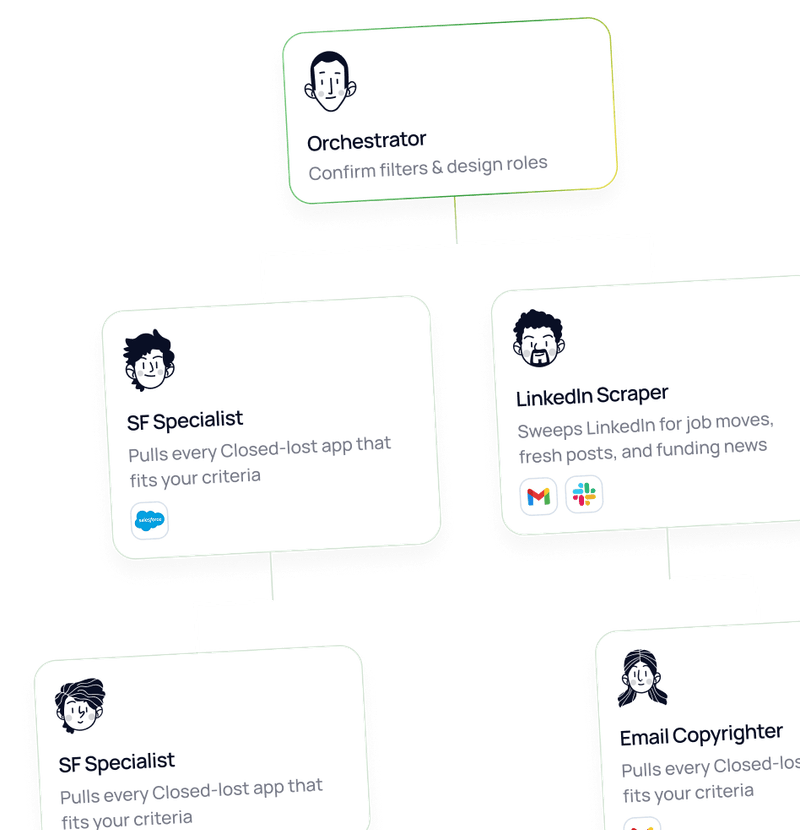 Orchestrator
Confirm filters & design roles
SF Specialist
Pulls every Closed-lost app that
fits your criteria
salesforce
LinkedIn Scraper
Sweeps LinkedIn for job moves,
fresh posts, and funding news
SF Specialist
Pulls every Closed-lost app that
fits your criteria
Email Copyrighter
Pulls every Closed-los
fits your criteria